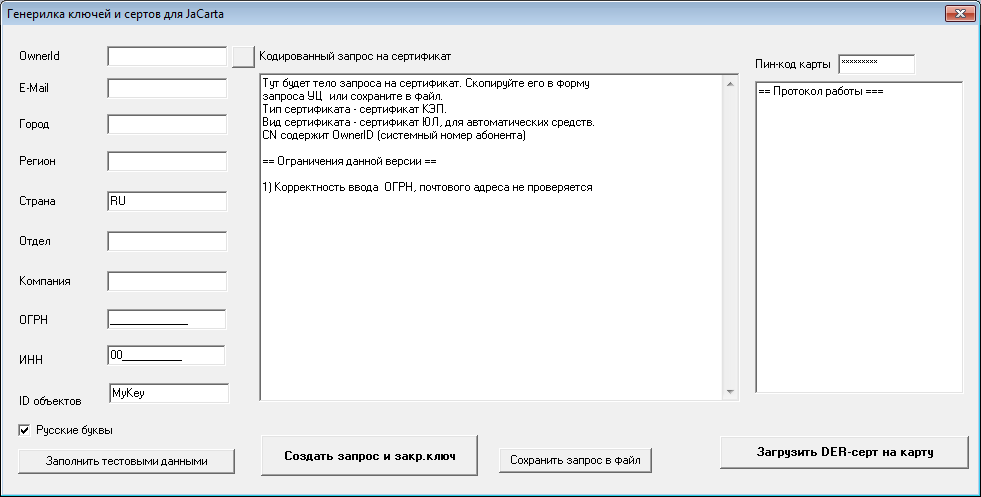 Генерилка ключей и сертов для JaCarta
OwnerId
Кодированный запрос на сертификат
Пин-код карты
*********
E-Mail
Город
Регион
Страна
RU
Отдел
Компания
ОГРН
_____________
ИНН
00__________
ID объектов
MyKey
Тут будет тело запроса на сертификат. Скопируйте его в форму
запроса УЦ или сохраните в файл.
Тип сертификата - сертификат КЭП.
Вид сертификата - сертификат ЮЛ, для автоматических средств.
CN содержит OwnerID (системный номер абонента)
== Ограничения данной версии ==
1) Корректность ввода ОГРН, почтового адреса не проверяется
== Протокол работы ===
Русские буквы
Заполнить тестовыми данными
Создать запрос и закр.ключ
Сохранить запрос в файл
Загрузить DER-серт на карту